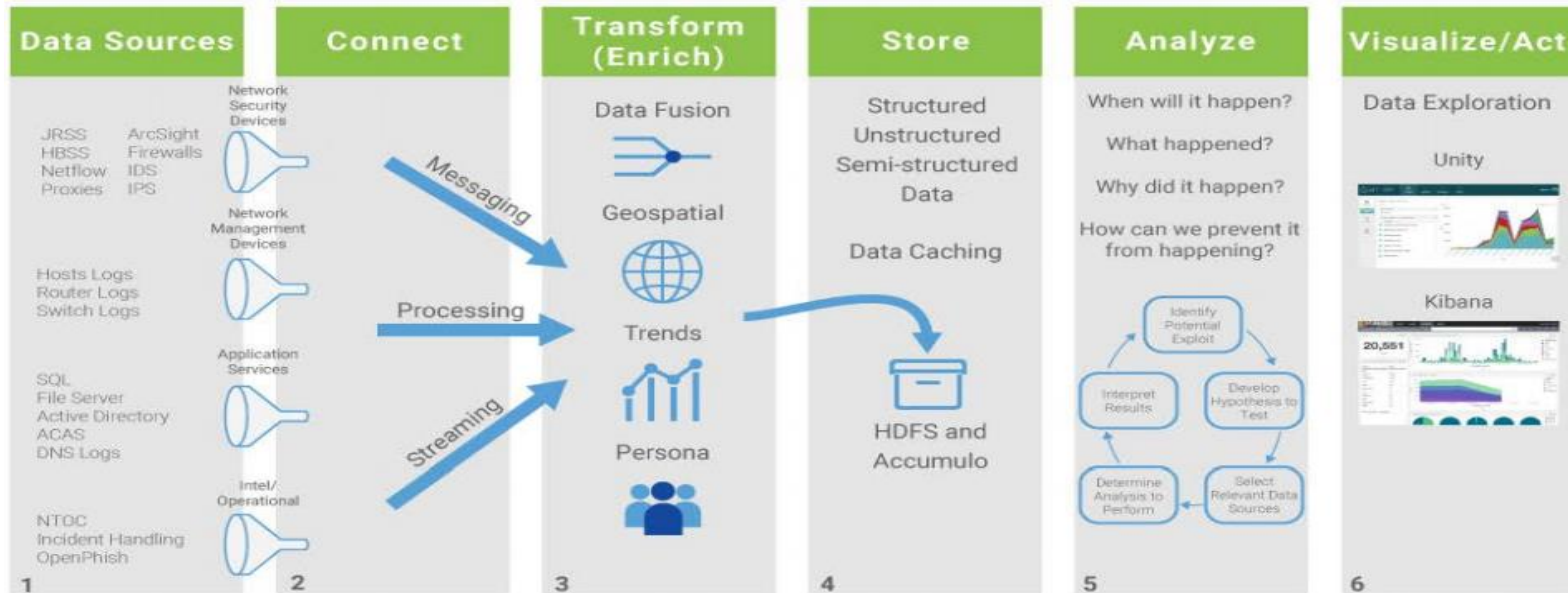 Data Sources
Network
Security
Devices
JRSS ArcSight
HBSS Firewalls
Netflow IDS
Proxies IPS
Network
Management
Devices
Hosts Logs
Router Logs
Switch Logs
Application
Services
SQL
File Server
Active Directory
ACAS
DNS Logs
Intel/
Operational
NTOC
Incident Handling
OpenPhish
1
Connect
Messaging
Processing
Streaming
2
Transform
(Enrich)
Data Fusion
Geospatial
Trends
Persona
3
Store
Structured
Unstructured
Semi-structured
Data
Data Caching
HDFS and
Accumulo
4
Analyze
When will it happen?
What happened?
Why did it happen?
How can we prevent it
from happening?
Identify
Potential
Exploit
Develop
Hypothesis to
Test
Select
Relevant Data
Sources
Determine
Analysis to
Perform
Interpret
Results
5
Visualize/Act
Data Exploration
Unity
Kibana
20,551
6